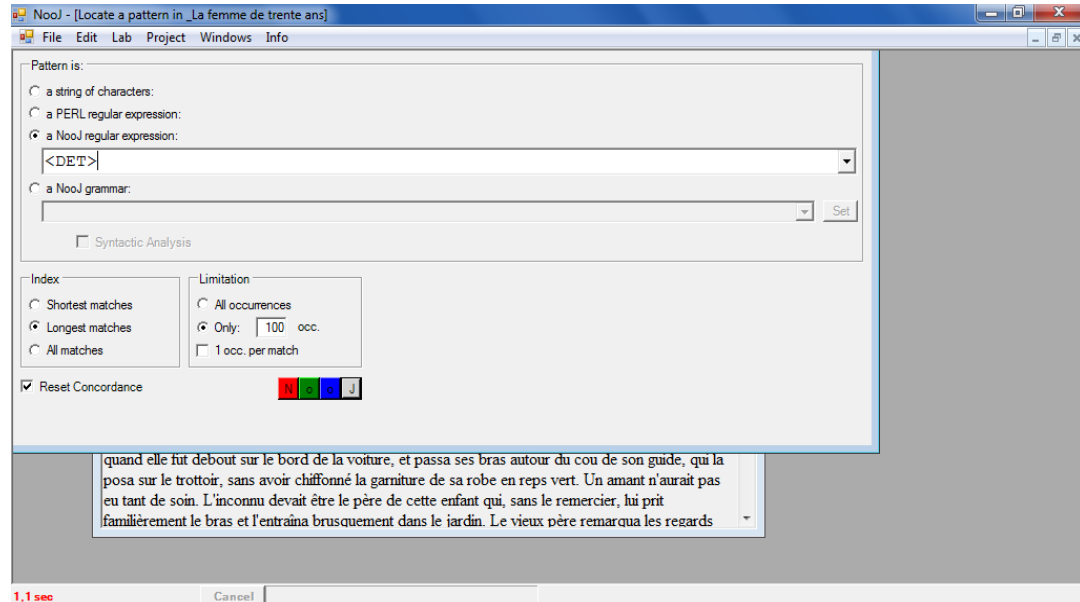 NooJ - [Locate a pattern in _La femme de trente ans]
File Edit Lab Project Windows Info
Pattern is:
a string of characters:
a PERL regular expression:
a NooJ regular expression:
<DET>
a NooJ grammar:
Set
Syntactic Analysis
Index
Shortest matches
Longest matches
All matches
Limitation
All occurrences
Only: 100 occ.
1 occ. per match
Reset Concordance
N o o J
quand elle fut debout sur le bord de la voiture, et passa ses bras autour du cou de son guide, qui la
posa sur le trottoir, sans avoir chiffonné la garniture de sa robe en reps vert. Un amant n'aurait pas
eu tant de soin. L'inconnu devait être le père de cette enfant qui, sans le remercier, lui prit
familièrement le bras et l'entraîna brusquement dans le jardin. Le vieux père remarqua les regards
1,1 sec
Cancel